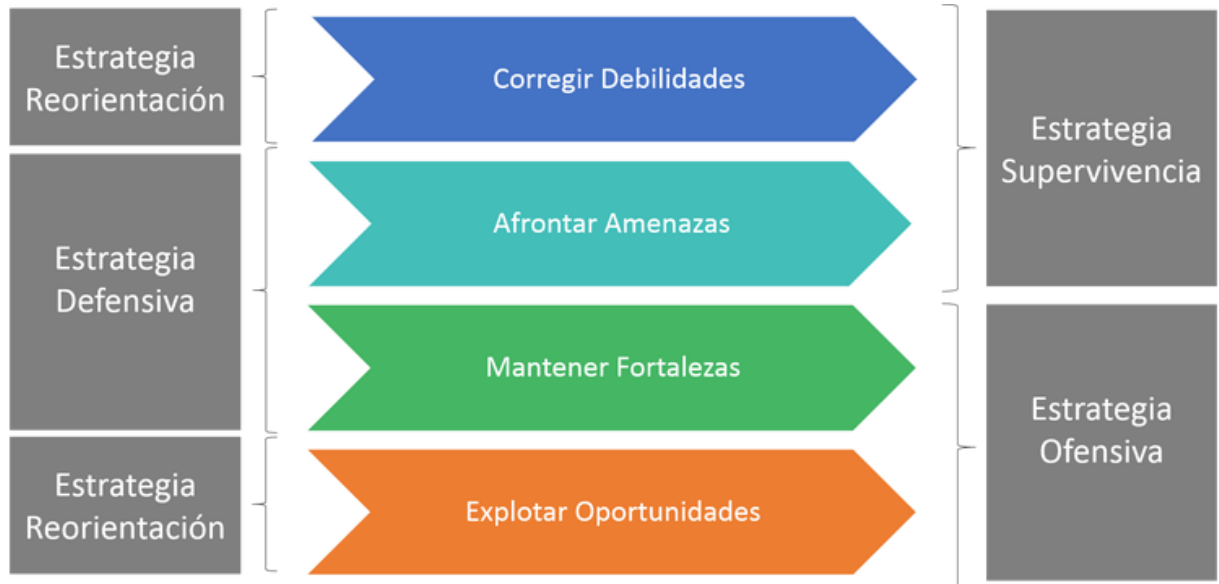 Estrategia
Reorientación
Corregir Debilidades
Estrategia
Supervivencia
Afrontar Amenazas
Estrategia
Defensiva
Mantener Fortalezas
Estrategia
Ofensiva
Estrategia
Reorientación
Explotar Oportunidades